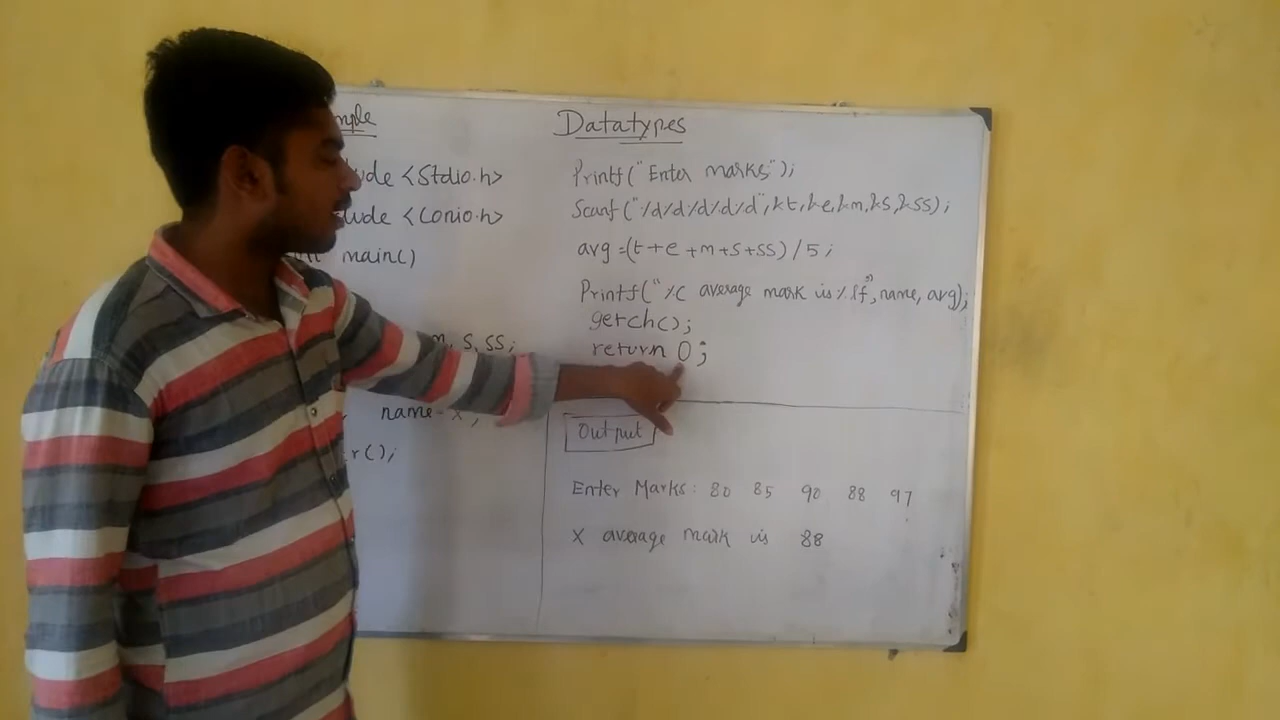 mple
Datatypes
lude <Stdio.h>
lude <Conio.h>
main()
m, s, ss;
name = 'x';
r();
Printf("Enter marks");
Scanf("%d%d%d%d%d",&t,&e,&m,&s,&ss);
avg=(t+e+m+s+ss)/5;
Printf("%c average mark is %lf",name, avg);
getch();
return 0;
Output
Enter Marks: 80 85 90 88 97
X average mark is 88